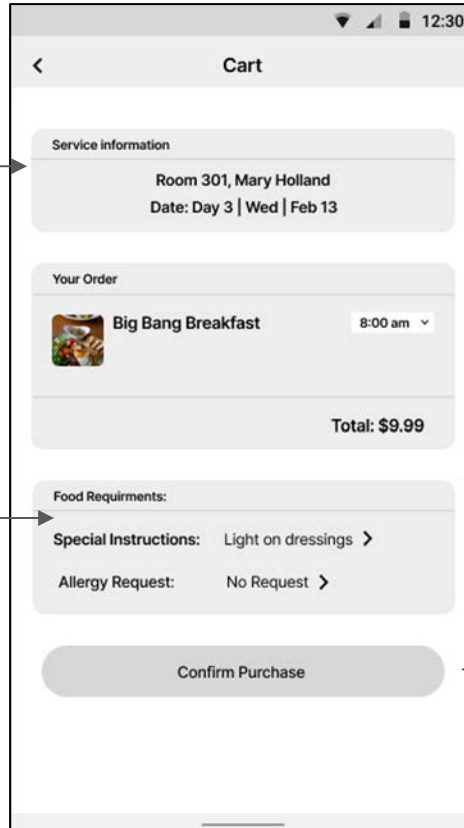 12:30
Cart
Service information
Room 301, Mary Holland
Date: Day 3 | Wed | Feb 13
Your Order
Big Bang Breakfast 8:00 am
Total: $9.99
Food Requirments:
Special Instructions: Light on dressings
Allergy Request: No Request
Confirm Purchase